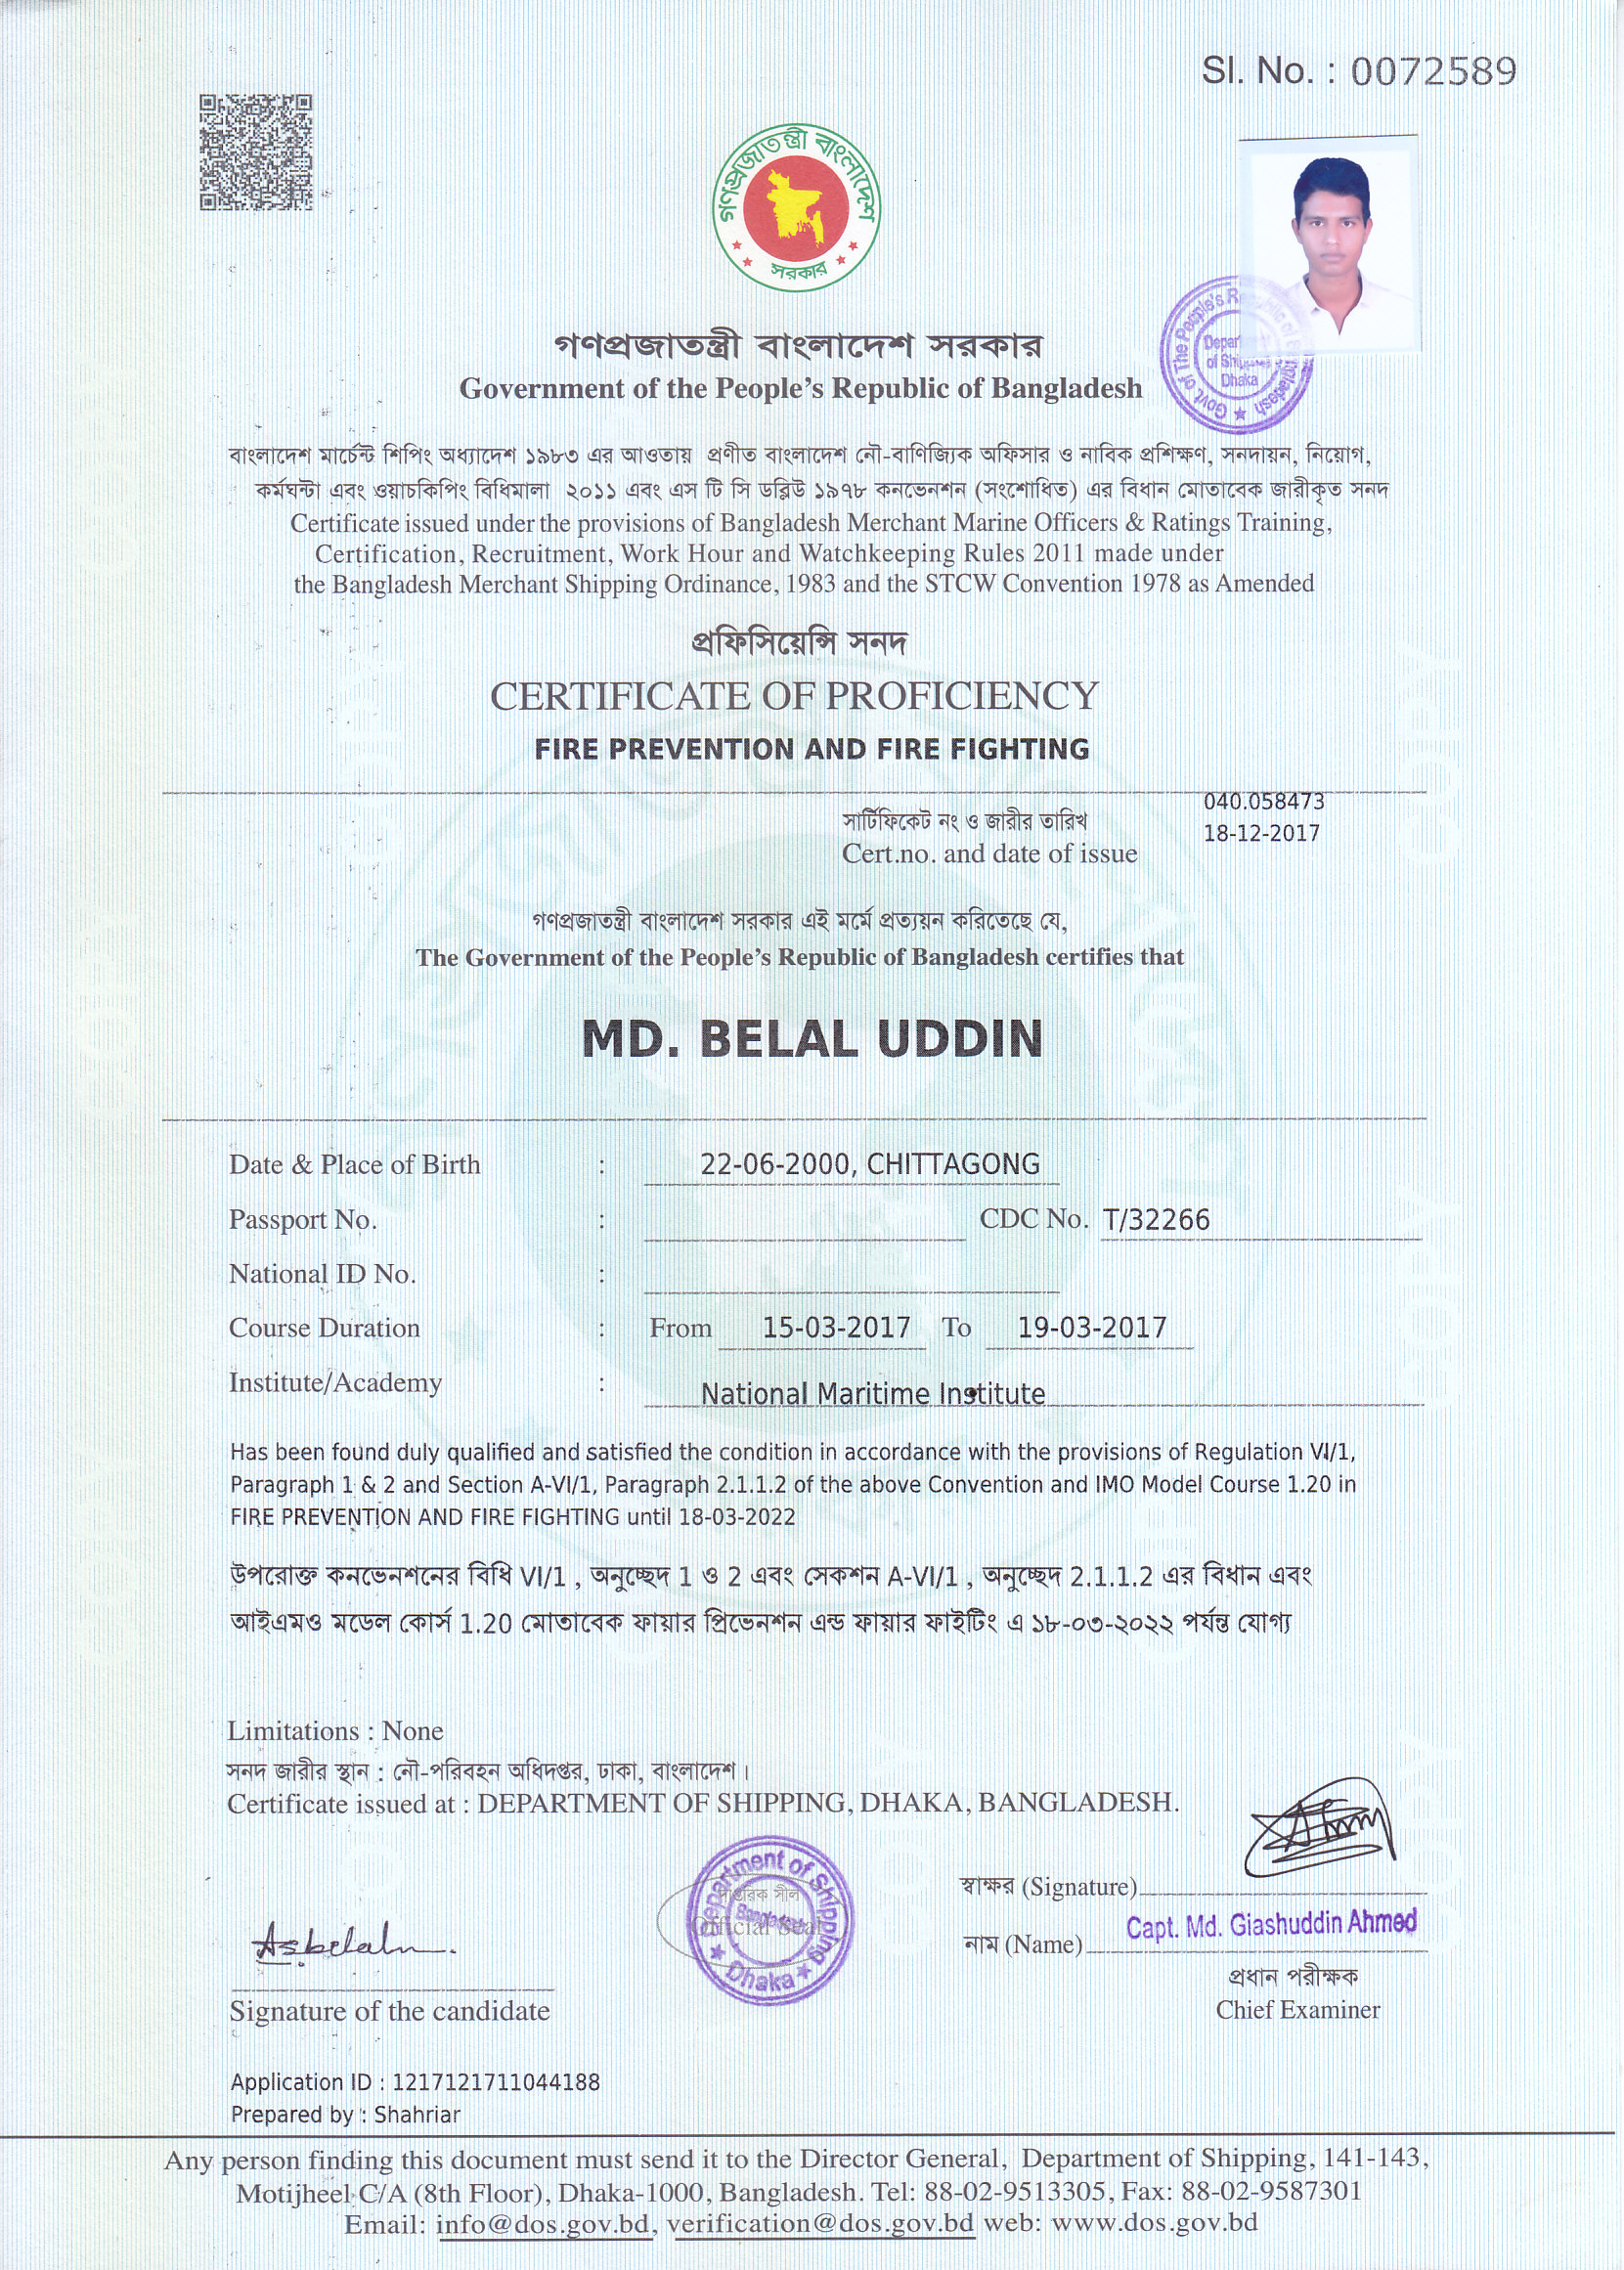 Sl. No. : 0072589
গণপ্রজাতন্ত্রী বাংলাদেশ
সরকার
Govt of The People's Republic of Bangladesh
Department
of Shipping
Dhaka
গণপ্রজাতন্ত্রী বাংলাদেশ সরকার
Government of the People's Republic of Bangladesh
বাংলাদেশ মার্চেন্ট শিপিং অধ্যাদেশ ১৯৮৩ এর আওতায় প্রণীত বাংলাদেশ নৌ-বাণিজ্যিক অফিসার ও নাবিক প্রশিক্ষণ, সনদায়ন, নিয়োগ,
কর্মঘন্টা এবং ওয়াচকিপিং বিধিমালা ২০১১ এবং এস টি সি ডব্লিউ ১৯৭৮ কনভেনশন (সংশোধিত) এর বিধান মোতাবেক জারীকৃত সনদ
Certificate issued under the provisions of Bangladesh Merchant Marine Officers & Ratings Training,
Certification, Recruitment, Work Hour and Watchkeeping Rules 2011 made under
the Bangladesh Merchant Shipping Ordinance, 1983 and the STCW Convention 1978 as Amended
প্রফিসিয়েন্সি সনদ
CERTIFICATE OF PROFICIENCY
FIRE PREVENTION AND FIRE FIGHTING
040.058473
সার্টিফিকেট নং ও জারীর তারিখ
18-12-2017
Cert.no. and date of issue
গণপ্রজাতন্ত্রী বাংলাদেশ সরকার এই মর্মে প্রত্যয়ন করিতেছে যে,
The Government of the People's Republic of Bangladesh certifies that
MD. BELAL UDDIN
Date & Place of Birth : 22-06-2000, CHITTAGONG
Passport No. : CDC No. T/32266
National ID No. :
Course Duration : From 15-03-2017 To 19-03-2017
Institute/Academy : National Maritime Institute
Has been found duly qualified and satisfied the condition in accordance with the provisions of Regulation VI/1,
Paragraph 1 & 2 and Section A-VI/1, Paragraph 2.1.1.2 of the above Convention and IMO Model Course 1.20 in
FIRE PREVENTION AND FIRE FIGHTING until 18-03-2022
উপরোক্ত কনভেনশনের বিধি VI/1 , অনুচ্ছেদ 1 ও 2 এবং সেকশন A-VI/1 , অনুচ্ছেদ 2.1.1.2 এর বিধান এবং
আইএমও মডেল কোর্স 1.20 মোতাবেক ফায়ার প্রিভেনশন এন্ড ফায়ার ফাইটিং এ ১৮-০৩-২০২২ পর্যন্ত যোগ্য
Limitations : None
সনদ জারীর স্থান : নৌ-পরিবহন অধিদপ্তর, ঢাকা, বাংলাদেশ।
Certificate issued at : DEPARTMENT OF SHIPPING, DHAKA, BANGLADESH.
Department of Shipping
দাপ্তরিক সীল
Bangladesh
Official Seal
Dhaka
স্বাক্ষর (Signature)
Capt. Md. Giashuddin Ahmed
নাম (Name)
প্রধান পরীক্ষক
Chief Examiner
Asbelaln.
Signature of the candidate
Application ID : 1217121711044188
Prepared by : Shahriar
Any person finding this document must send it to the Director General, Department of Shipping, 141-143,
Motijheel C/A (8th Floor), Dhaka-1000, Bangladesh. Tel: 88-02-9513305, Fax: 88-02-9587301
Email: info@dos.gov.bd, verification@dos.gov.bd web: www.dos.gov.bd